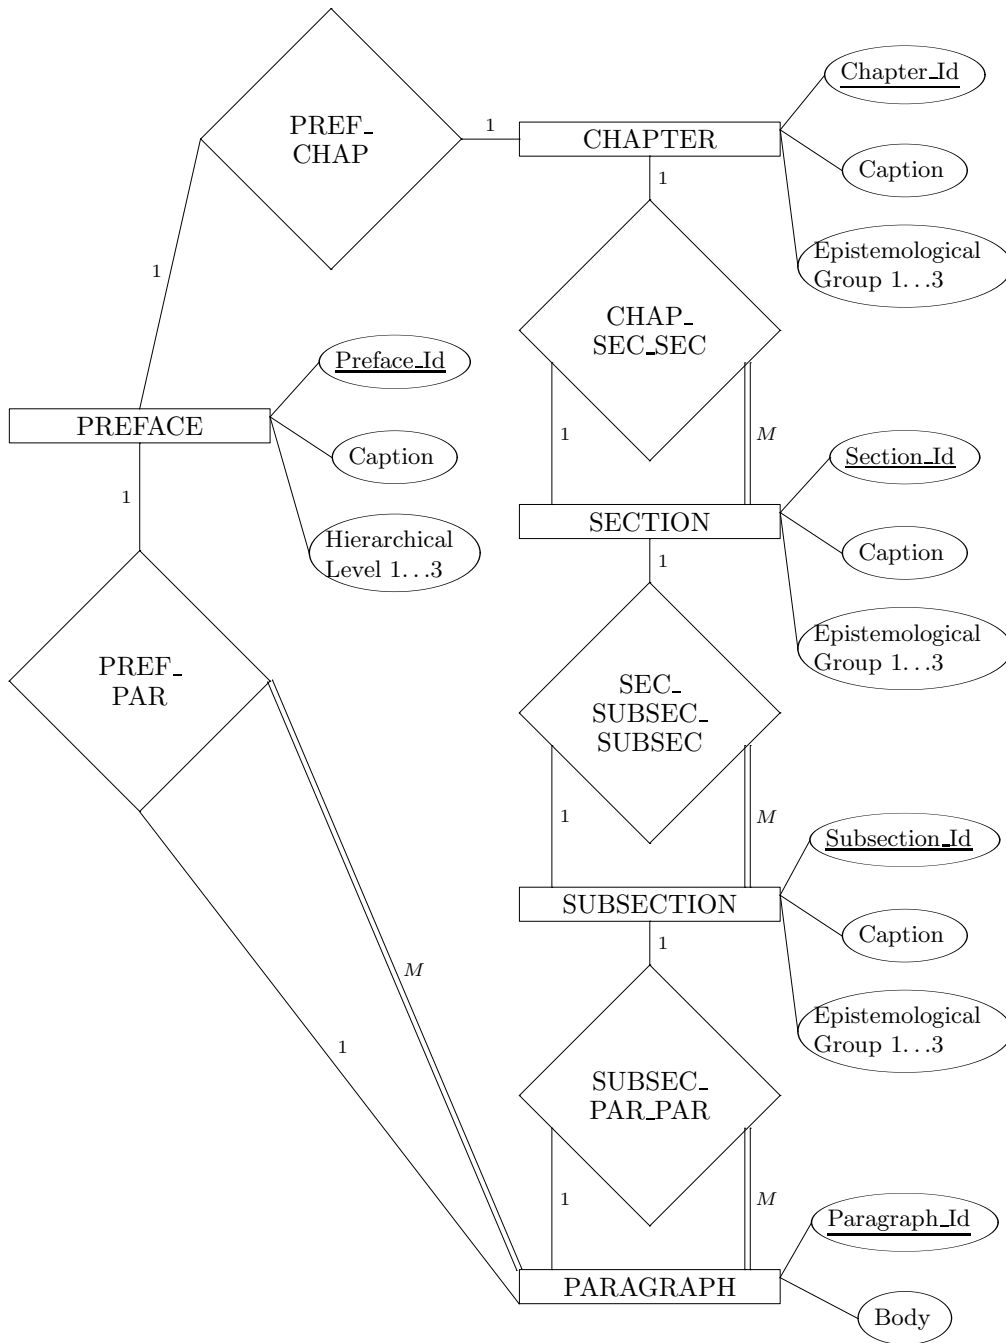 Chapter_Id
PREF_
CHAP
1
CHAPTER
Caption
1
Epistemological
Group 1...3
1
CHAP_
SEC_SEC
Preface_Id
PREFACE
Caption
1
M
Section_Id
1
Hierarchical
Level 1...3
SECTION
Caption
1
Epistemological
Group 1...3
PREF_
PAR
SEC_
SUBSEC_
SUBSEC
1
M
Subsection_Id
SUBSECTION
Caption
1
M
Epistemological
Group 1...3
1
SUBSEC_
PAR_PAR
1
M
Paragraph_Id
PARAGRAPH
Body